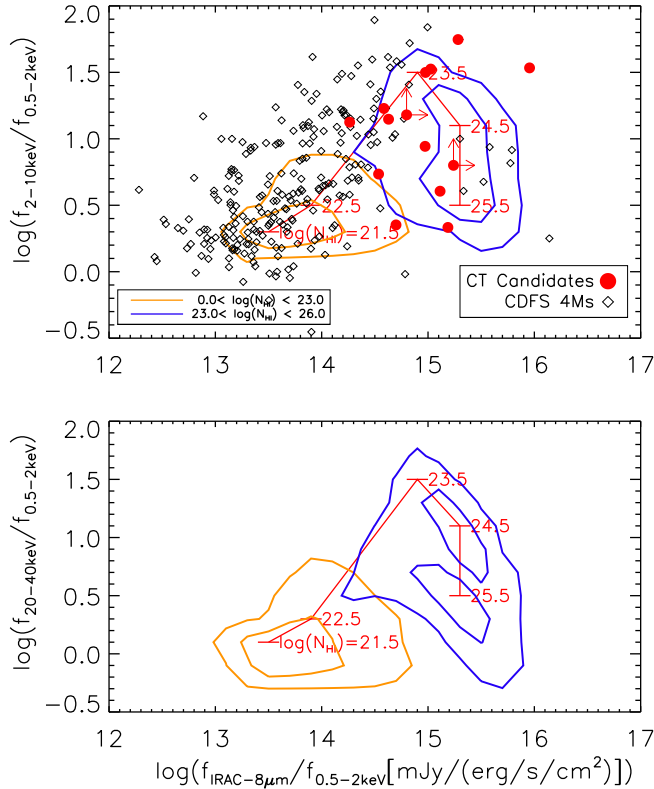 log(f2-10keV/f0.5-2keV)
2.0
1.5
1.0
0.5
0.0
-0.5
23.5
24.5
22.5
25.5
log(NHI)=21.5
CT Candidates
CDFS 4Ms
0.0< log(NHI) < 23.0
23.0< log(NHI) < 26.0
12 13 14 15 16 17
log(f20-40keV/f0.5-2keV)
2.0
1.5
1.0
0.5
0.0
-0.5
23.5
24.5
25.5
22.5
log(NHI)=21.5
12 13 14 15 16 17
log(fIRAC-8μm/f0.5-2keV[mJy/(erg/s/cm²)])